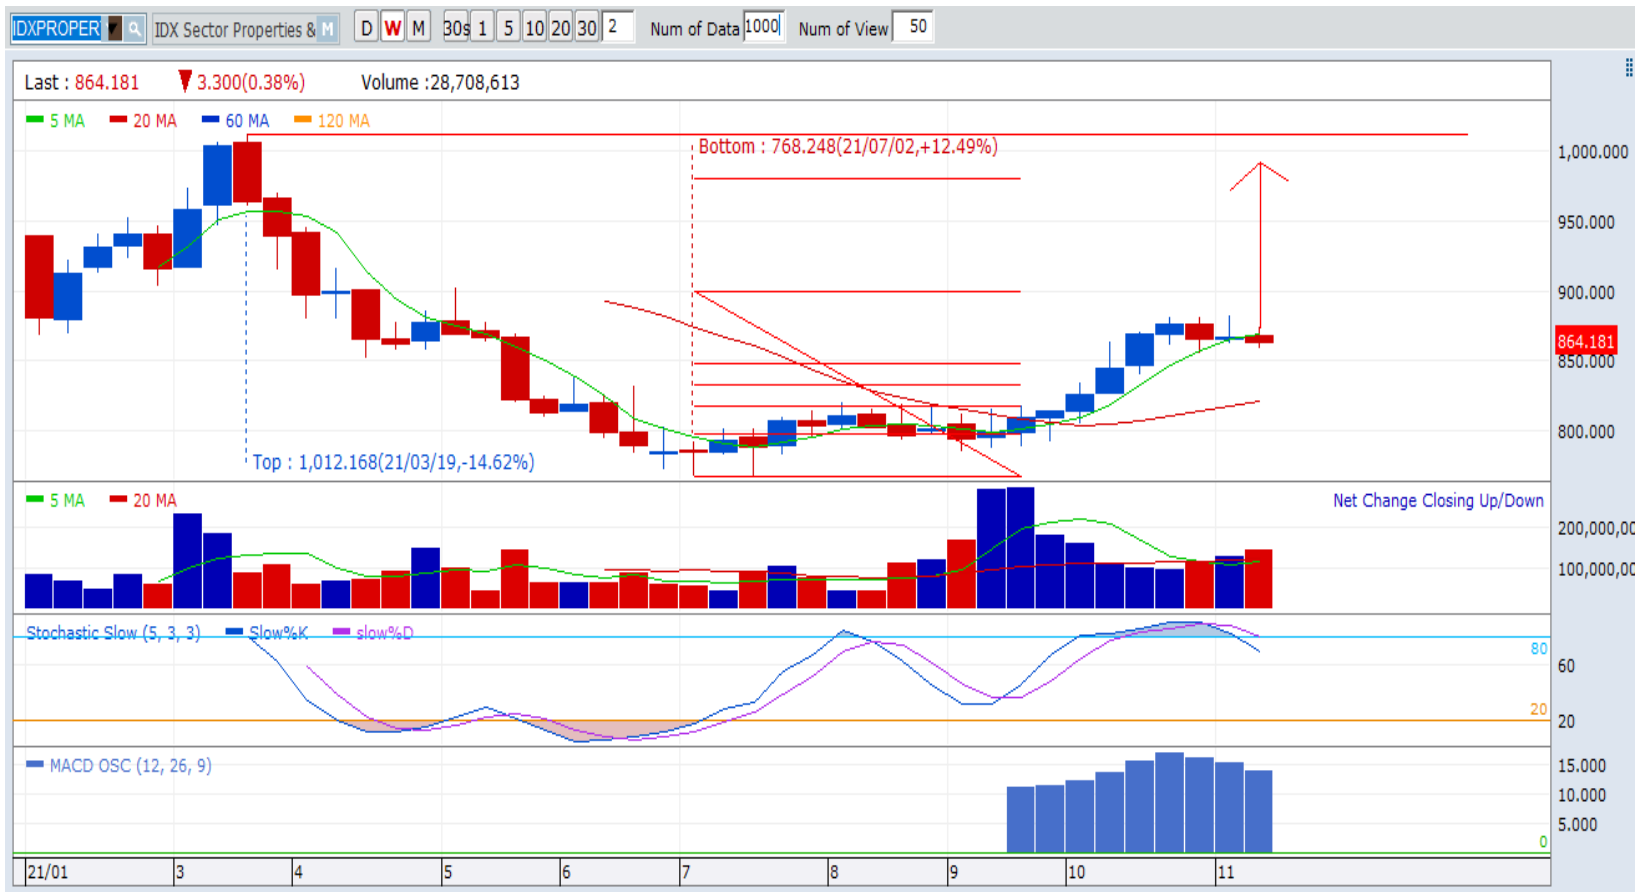 IDXPROPER IDX Sector Properties & M D W M 30s 1 5 10 20 30 2 Num of Data 1000 Num of View 50
Last : 864.181 ▼ 3.300(0.38%) Volume :28,708,613
5 MA 20 MA 60 MA 120 MA
Bottom : 768.248(21/07/02,+12.49%)
1,000.000
950.000
900.000
864.181
850.000
800.000
Top : 1,012.168(21/03/19,-14.62%)
5 MA 20 MA Net Change Closing Up/Down
200,000,00
100,000,00
Stochastic Slow (5, 3, 3) Slow%K slow%D
80
60
20 20
MACD OSC (12, 26, 9)
15.000
10.000
5.000
0
21/01 3 4 5 6 7 8 9 10 11